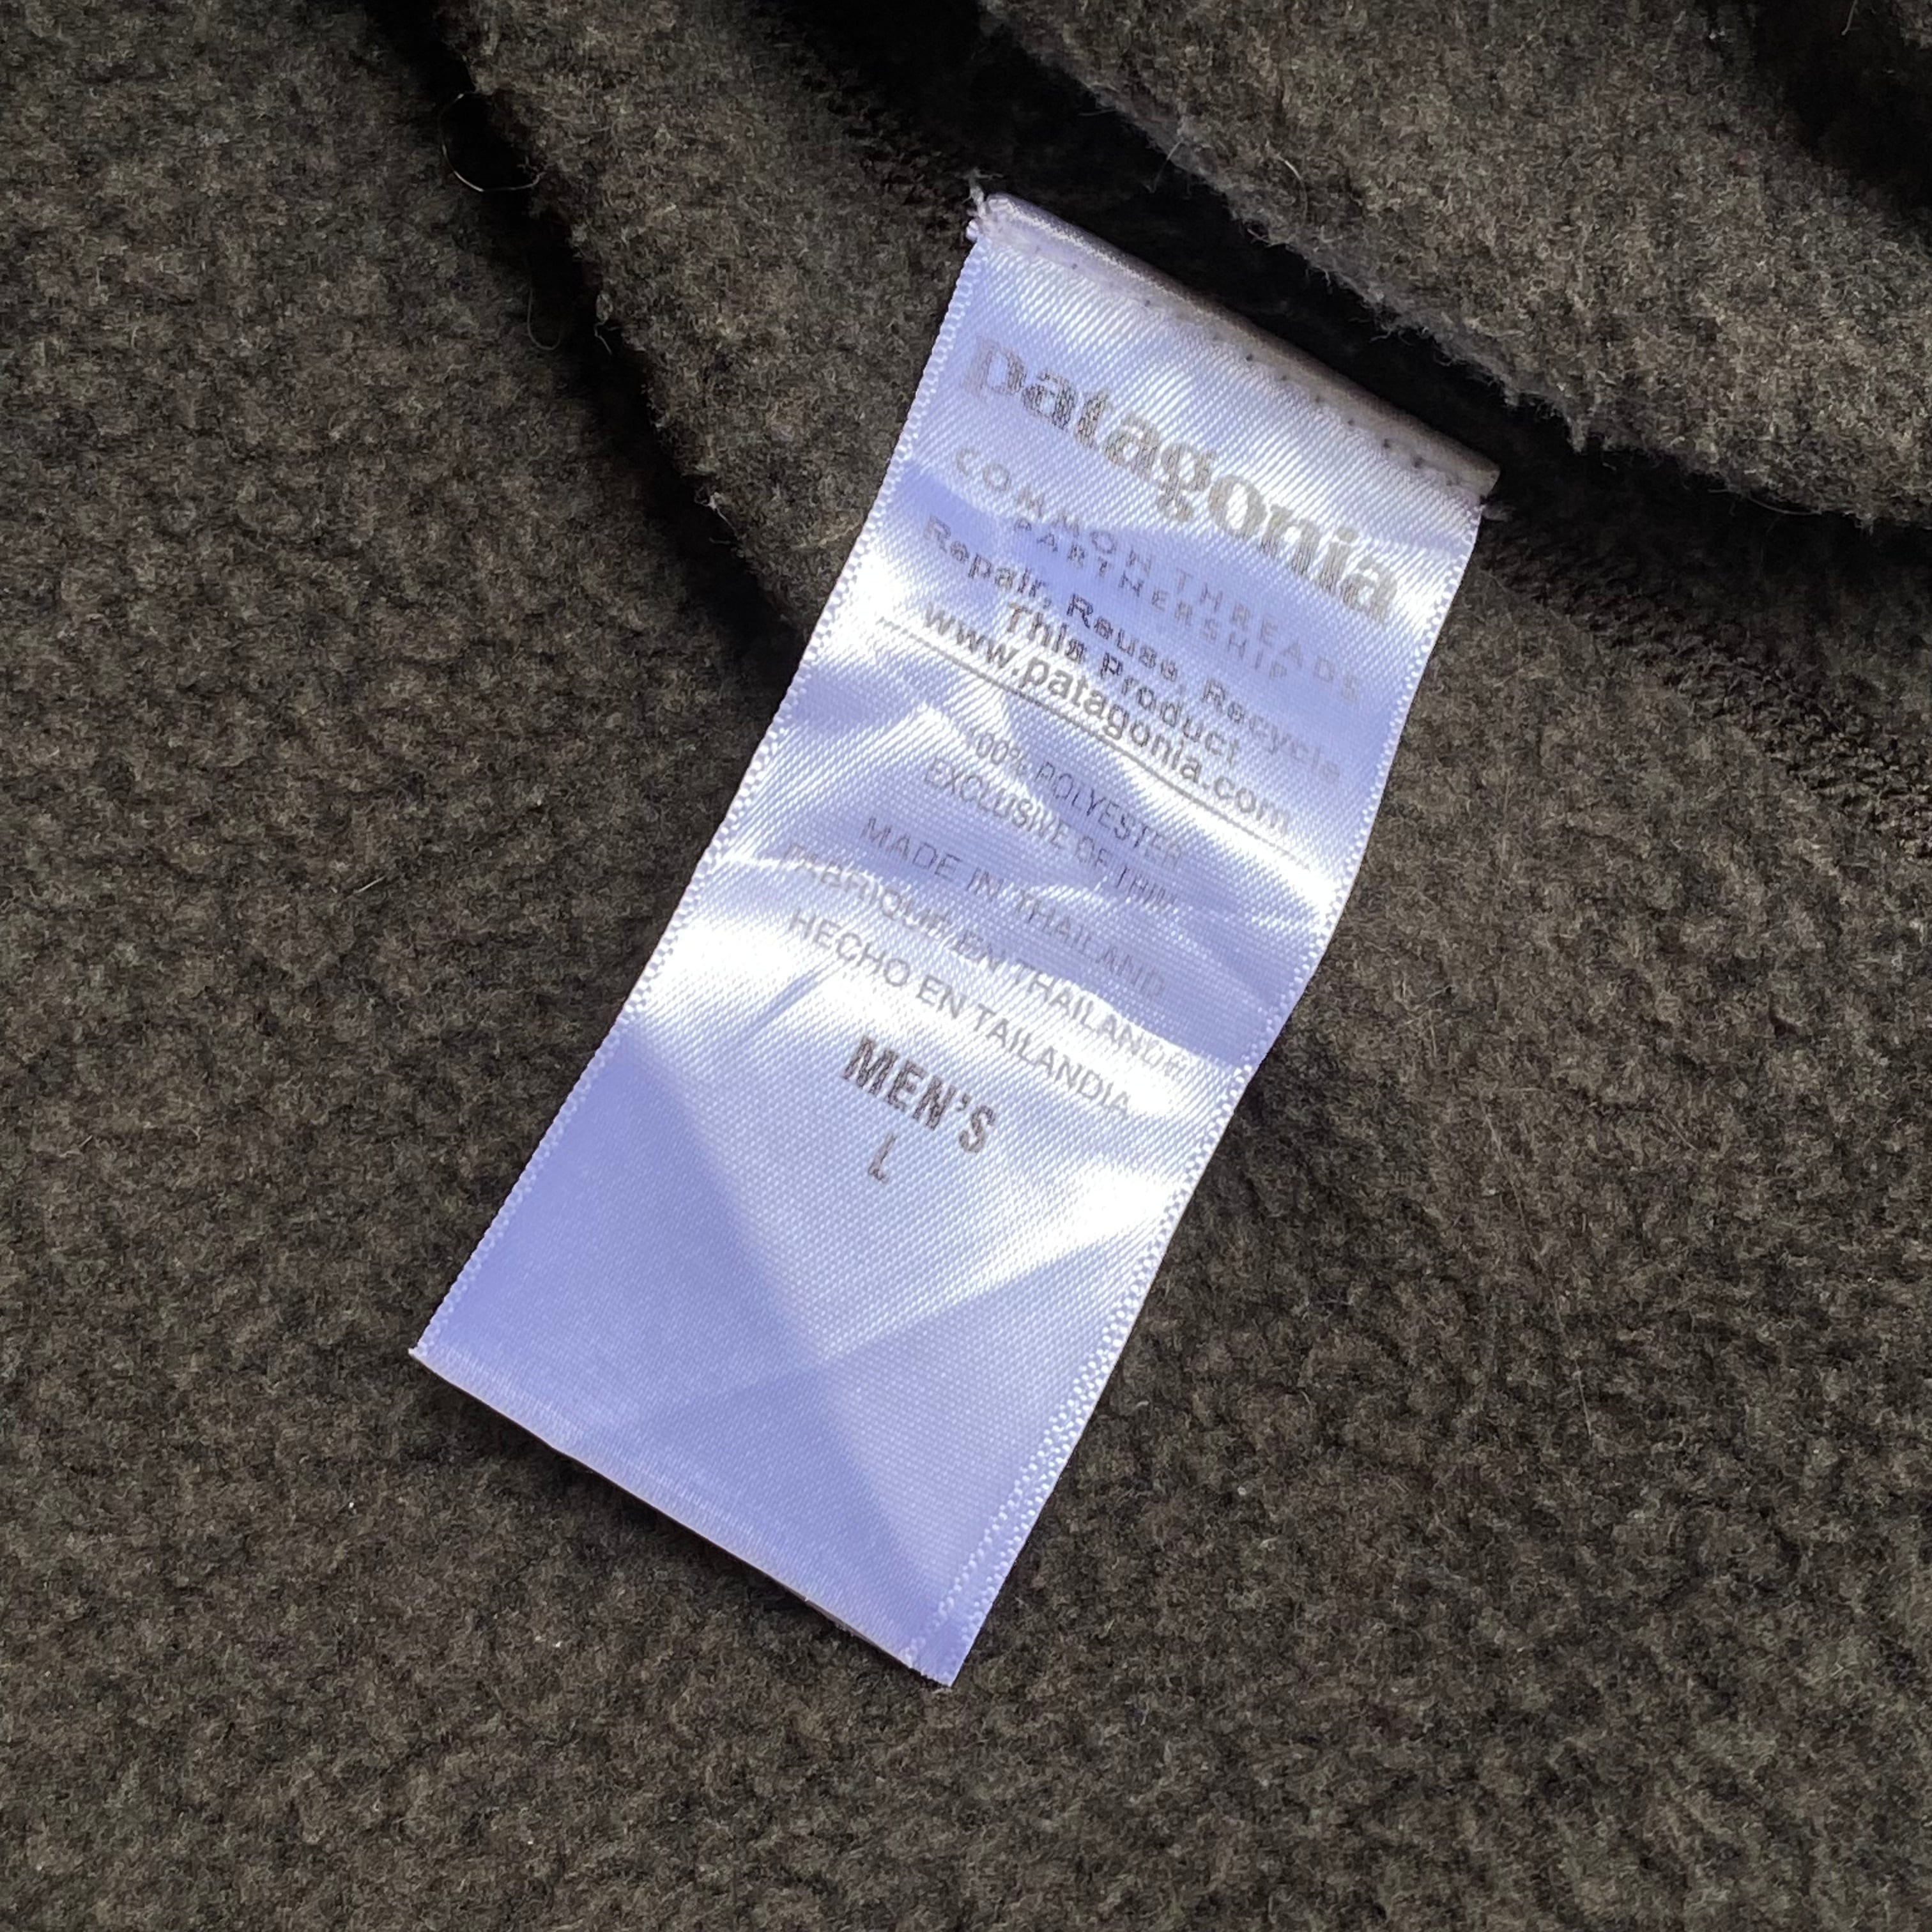 patagonia
COMMON THREADS
PARTNERSHIP
Repair, Reuse, Recycle
This Product
www.patagonia.com
100% POLYESTER
EXCLUSIVE OF TRIM
MADE IN THAILAND
FABRIQUÉ EN THAILANDE
HECHO EN TAILANDIA
MEN'S
L